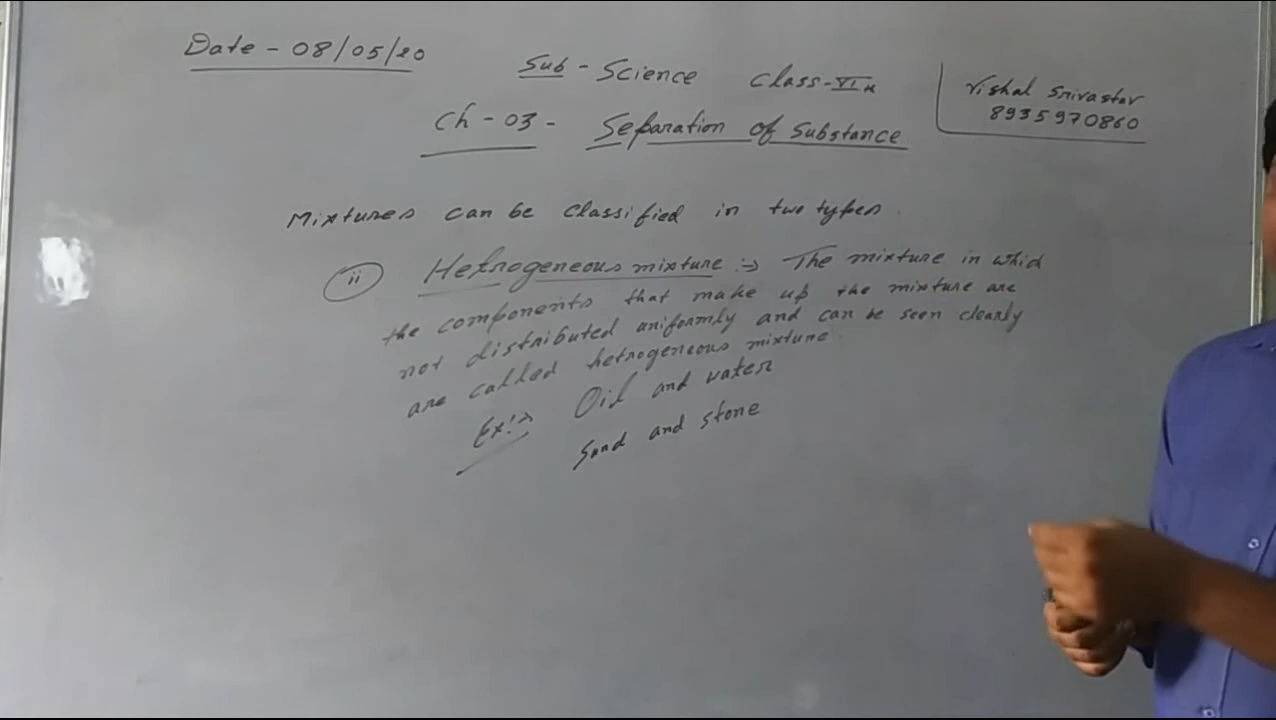 Date - 08/05/20
Sub - Science Class - VI
Vishal Srivastav
8935970860
Ch - 03 - Separation of Substance
Mixtures can be classified in two types.
ii Hetrogeneous mixture :→ The mixture in which
the components that make up the mixture are
not distributed uniformly and can be seen clearly
are called hetrogeneous mixture.
Ex:→ Oil and water
Sand and stone